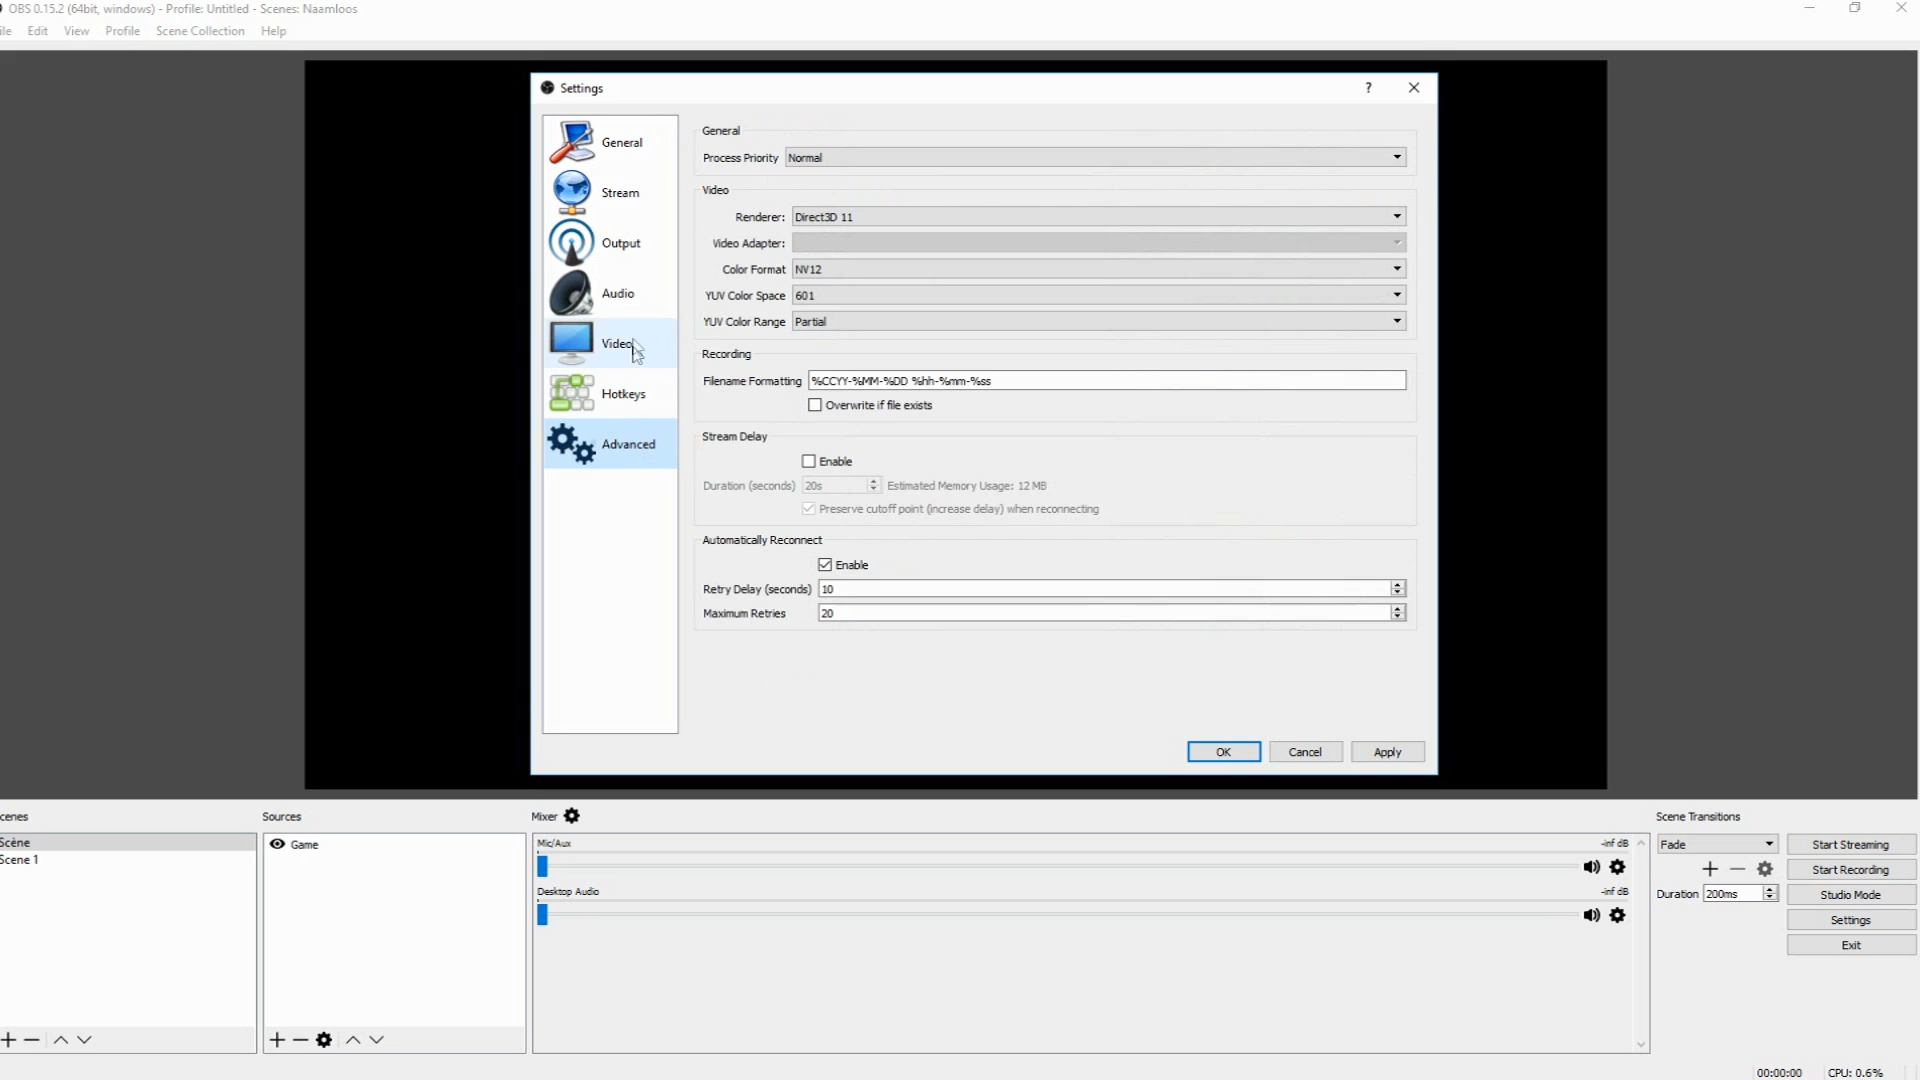 OBS 0.15.2 (64bit, windows) - Profile: Untitled - Scenes: Naamloos
ile Edit View Profile Scene Collection Help
Settings ?
General
Stream
Output
Audio
Video
Hotkeys
Advanced
General
Process Priority Normal
Video
Renderer: Direct3D 11
Video Adapter:
Color Format NV12
YUV Color Space 601
YUV Color Range Partial
Recording
Filename Formatting %CCYY-%MM-%DD %hh-%mm-%ss
Overwrite if file exists
Stream Delay
Enable
Duration (seconds) 20s Estimated Memory Usage: 12 MB
Preserve cutoff point (increase delay) when reconnecting
Automatically Reconnect
Enable
Retry Delay (seconds) 10
Maximum Retries 20
OK Cancel Apply
cenes
Scène
Scene 1
Sources
Game
Mixer
Mic/Aux -inf dB
Desktop Audio -inf dB
Scene Transitions
Fade
Duration 200ms
Start Streaming
Start Recording
Studio Mode
Settings
Exit
00:00:00 CPU: 0.6%